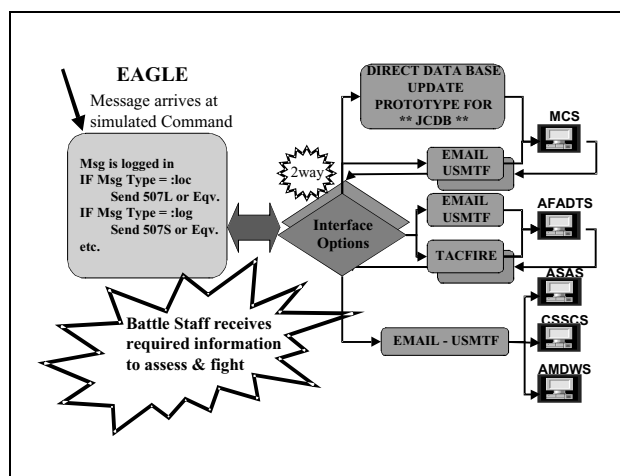 EAGLE
Message arrives at
simulated Command
Msg is logged in
IF Msg Type = :loc
Send 507L or Eqv.
IF Msg Type = :log
Send 507S or Eqv.
etc.
Battle Staff receives
required information
to assess & fight
2way
Interface
Options
DIRECT DATA BASE
UPDATE
PROTOTYPE FOR
** JCDB **
EMAIL
USMTF
EMAIL
USMTF
TACFIRE
EMAIL - USMTF
MCS
AFADTS
ASAS
CSSCS
AMDWS